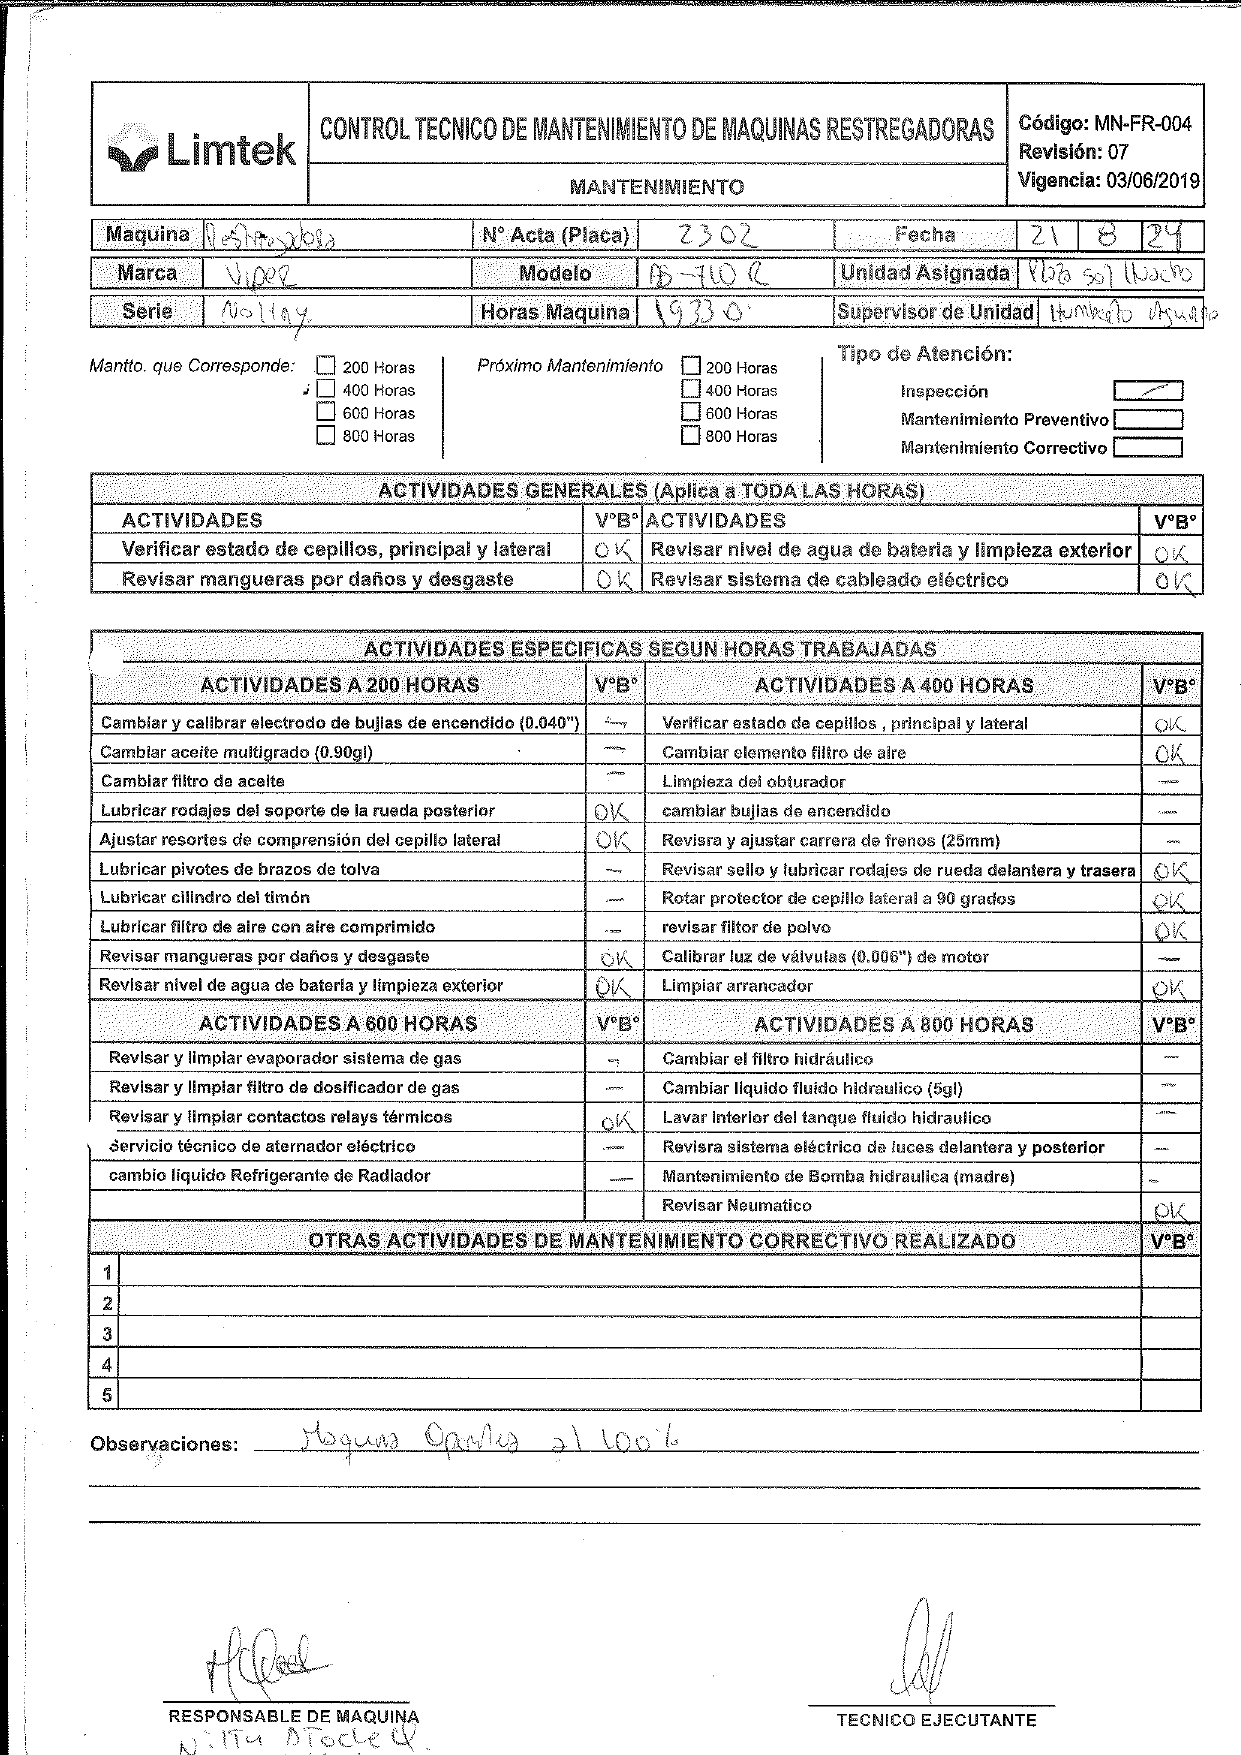 Limtek
CONTROL TECNICO DE MANTENIMIENTO DE MAQUINAS RESTREGADORAS
MANTENIMIENTO
Código: MN-FR-004
Revisión: 07
Vigencia: 03/06/2019
Maquina N° Acta (Placa) 2302 Fecha 21 8 24
Marca Viper Modelo Unidad Asignada
Serie No Hay Horas Maquina 19330 Supervisor de Unidad Humberto
Mantto. que Corresponde: 200 Horas Próximo Mantenimiento 200 Horas Tipo de Atención:
400 Horas 400 Horas Inspección
600 Horas 600 Horas Mantenimiento Preventivo
800 Horas 800 Horas Mantenimiento Correctivo
ACTIVIDADES GENERALES (Aplica a TODA LAS HORAS)
ACTIVIDADES V°B° ACTIVIDADES V°B°
Verificar estado de cepillos, principal y lateral OK Revisar nivel de agua de bateria y limpieza exterior OK
Revisar mangueras por daños y desgaste OK Revisar sistema de cableado eléctrico OK
ACTIVIDADES ESPECIFICAS SEGUN HORAS TRABAJADAS
ACTIVIDADES A 200 HORAS V°B° ACTIVIDADES A 400 HORAS V°B°
Cambiar y calibrar electrodo de bujias de encendido (0.040") — Verificar estado de cepillos , principal y lateral OK
Cambiar aceite multigrado (0.90gl) — Cambiar elemento filtro de aire OK
Cambiar filtro de aceite — Limpieza del obturador —
Lubricar rodajes del soporte de la rueda posterior OK cambiar bujias de encendido —
Ajustar resortes de comprensión del cepillo lateral OK Revisra y ajustar carrera de frenos (25mm) —
Lubricar pivotes de brazos de tolva — Revisar sello y lubricar rodajes de rueda delantera y trasera OK
Lubricar cilindro del timón — Rotar protector de cepillo lateral a 90 grados OK
Lubricar filtro de aire con aire comprimido — revisar filtor de polvo OK
Revisar mangueras por daños y desgaste OK Calibrar luz de válvulas (0.006") de motor —
Revisar nivel de agua de bateria y limpieza exterior OK Limpiar arrancador OK
ACTIVIDADES A 600 HORAS V°B° ACTIVIDADES A 800 HORAS V°B°
Revisar y limpiar evaporador sistema de gas — Cambiar el filtro hidráulico —
Revisar y limpiar filtro de dosificador de gas — Cambiar liquido fluido hidraulico (5gl) —
Revisar y limpiar contactos relays térmicos OK Lavar interior del tanque fluido hidraulico —
Servicio técnico de aternador eléctrico — Revisra sistema eléctrico de luces delantera y posterior —
cambio liquido Refrigerante de Radiador — Mantenimiento de Bomba hidraulica (madre) —
Revisar Neumatico OK
OTRAS ACTIVIDADES DE MANTENIMIENTO CORRECTIVO REALIZADO V°B°
1
2
3
4
5
Observaciones: Maquina al 100%
RESPONSABLE DE MAQUINA
TECNICO EJECUTANTE